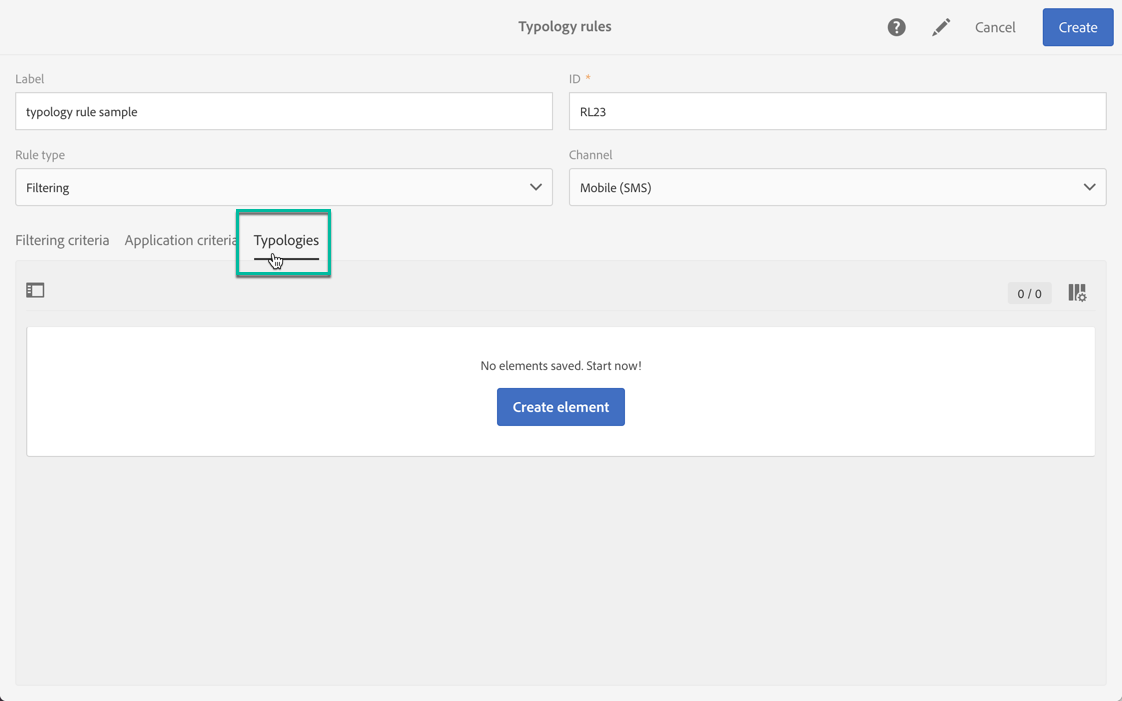 Typology rules
Cancel
Create
Label
ID *
typology rule sample
RL23
Rule type
Channel
Filtering
Mobile (SMS)
Filtering criteria
Application criteria
Typologies
0 / 0
No elements saved. Start now!
Create element